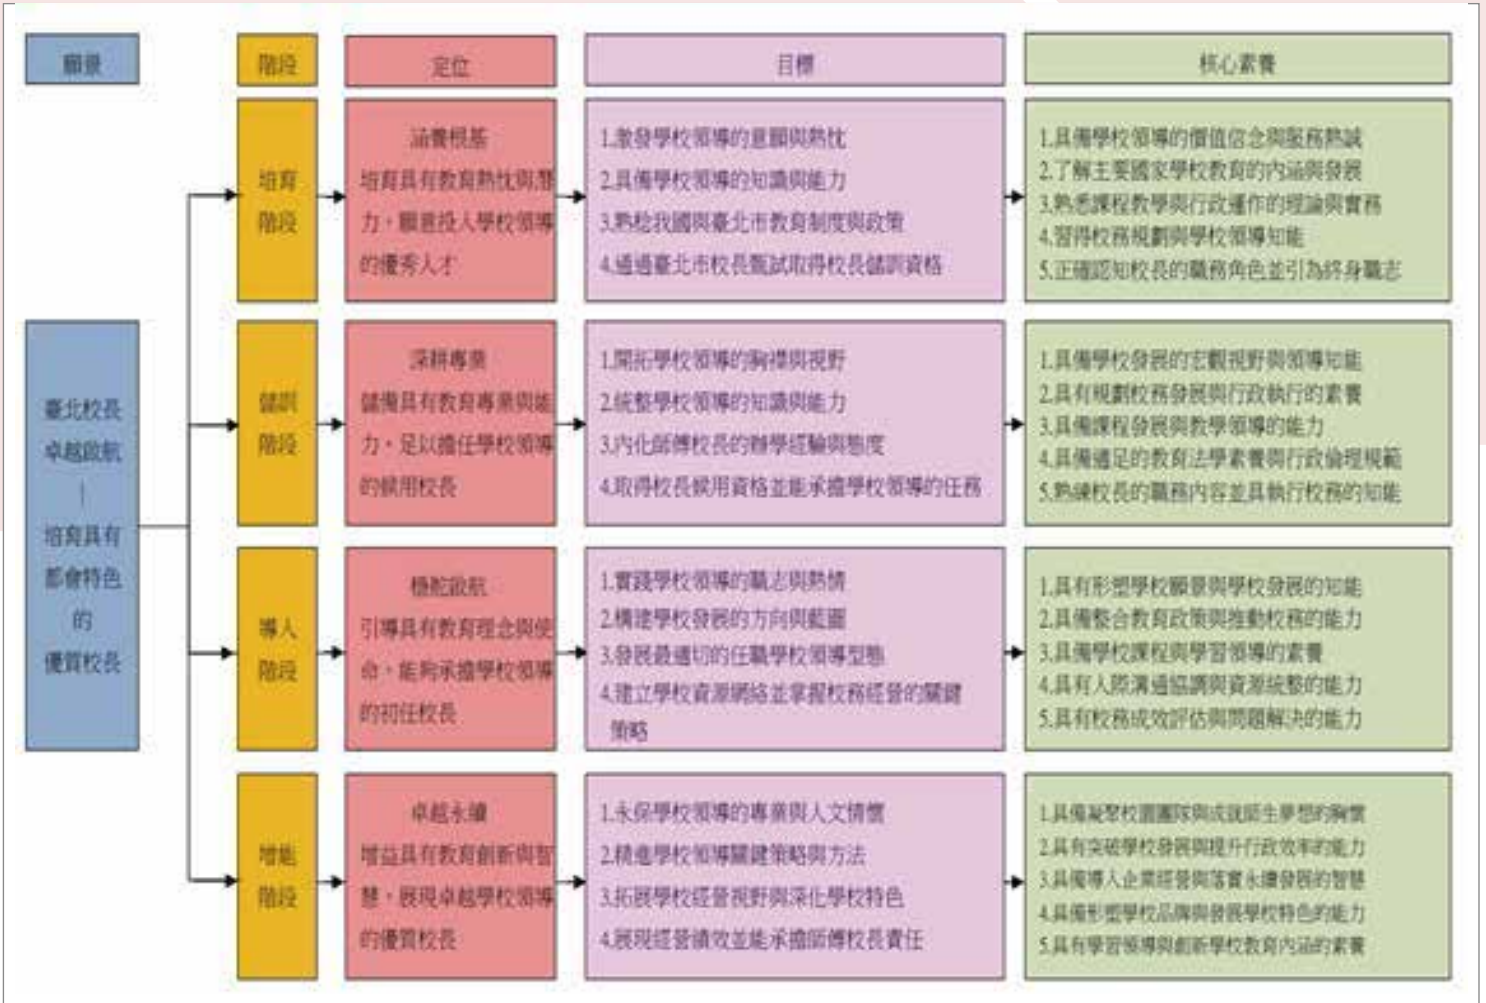 願景
階段
定位
目標
核心素養
臺北校長
卓越啟航
｜
培育具有
都會特色
的
優質校長
培育
階段
涵養根基
培育具有教育熱忱與潛
力，願意投入學校領導
的優秀人才
1.激發學校領導的意願與熱忱
2.具備學校領導的知識與能力
3.熟稔我國與臺北市教育制度與政策
4.通過臺北市校長甄試取得校長儲訓資格
1.具備學校領導的價值信念與服務熱誠
2.了解主要國家學校教育的內涵與發展
3.熟悉課程教學與行政運作的理論與實務
4.習得校務規劃與學校領導知能
5.正確認知校長的職務角色並引為終身職志
儲訓
階段
深耕專業
儲備具有教育專業與能
力，足以擔任學校領導
的候用校長
1.開拓學校領導的胸襟與視野
2.統整學校領導的知識與能力
3.內化師傅校長的辦學經驗與態度
4.取得校長候用資格並能承擔學校領導的任務
1.具備學校發展的宏觀視野與領導知能
2.具有規劃校務發展與行政執行的素養
3.具備課程發展與教學領導的能力
4.具備適足的教育法學素養與行政倫理規範
5.熟練校長的職務內容並具執行校務的知能
導入
階段
穩舵啟航
引導具有教育理念與使
命，能夠承擔學校領導
的初任校長
1.實踐學校領導的職志與熱情
2.構建學校發展的方向與藍圖
3.發展最適切的任職學校領導型態
4.建立學校資源網絡並掌握校務經營的關鍵
策略
1.具有形塑學校願景與學校發展的知能
2.具備整合教育政策與推動校務的能力
3.具備學校課程與學習領導的素養
4.具有人際溝通協調與資源統整的能力
5.具有校務成效評估與問題解決的能力
增能
階段
卓越永續
增益具有教育創新與智
慧，展現卓越學校領導
的優質校長
1.永保學校領導的專業與人文情懷
2.精進學校領導關鍵策略與方法
3.拓展學校經營視野與深化學校特色
4.展現經營績效並能承擔師傅校長責任
1.具備凝聚校園團隊與成就師生夢想的胸懷
2.具有突破學校發展與提升行政效率的能力
3.具備導入企業經營與落實永續發展的智慧
4.具備形塑學校品牌與發展學校特色的能力
5.具有學習領導與創新學校教育內涵的素養